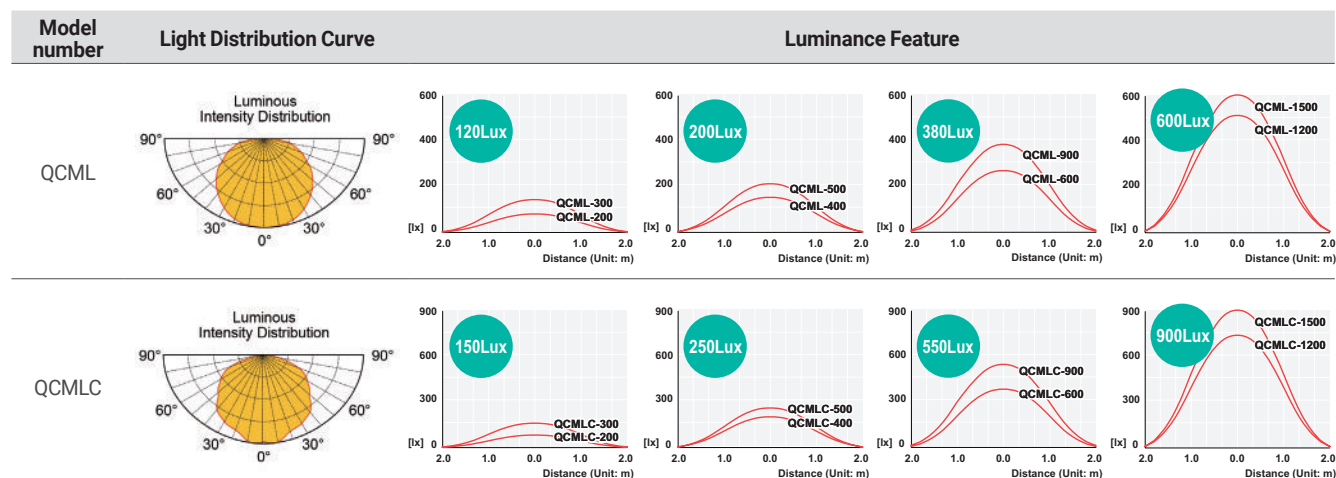 Model
number
Light Distribution Curve
Luminance Feature
QCML
Luminous
Intensity Distribution
90°
90°
60°
60°
30°
30°
0°
600
400
200
[lx] 0
120Lux
QCML-300
QCML-200
2.0 1.0 0.0 1.0 2.0
Distance (Unit: m)
600
400
200
[lx] 0
200Lux
QCML-500
QCML-400
2.0 1.0 0.0 1.0 2.0
Distance (Unit: m)
600
400
200
[lx] 0
380Lux
QCML-900
QCML-600
2.0 1.0 0.0 1.0 2.0
Distance (Unit: m)
600
400
200
[lx] 0
600Lux
QCML-1500
QCML-1200
2.0 1.0 0.0 1.0 2.0
Distance (Unit: m)
QCMLC
Luminous
Intensity Distribution
90°
90°
60°
60°
30°
30°
0°
900
600
300
[lx] 0
150Lux
QCMLC-300
QCMLC-200
2.0 1.0 0.0 1.0 2.0
Distance (Unit: m)
900
600
300
[lx] 0
250Lux
QCMLC-500
QCMLC-400
2.0 1.0 0.0 1.0 2.0
Distance (Unit: m)
900
600
300
[lx] 0
550Lux
QCMLC-900
QCMLC-600
2.0 1.0 0.0 1.0 2.0
Distance (Unit: m)
900
600
300
[lx] 0
900Lux
QCMLC-1500
QCMLC-1200
2.0 1.0 0.0 1.0 2.0
Distance (Unit: m)